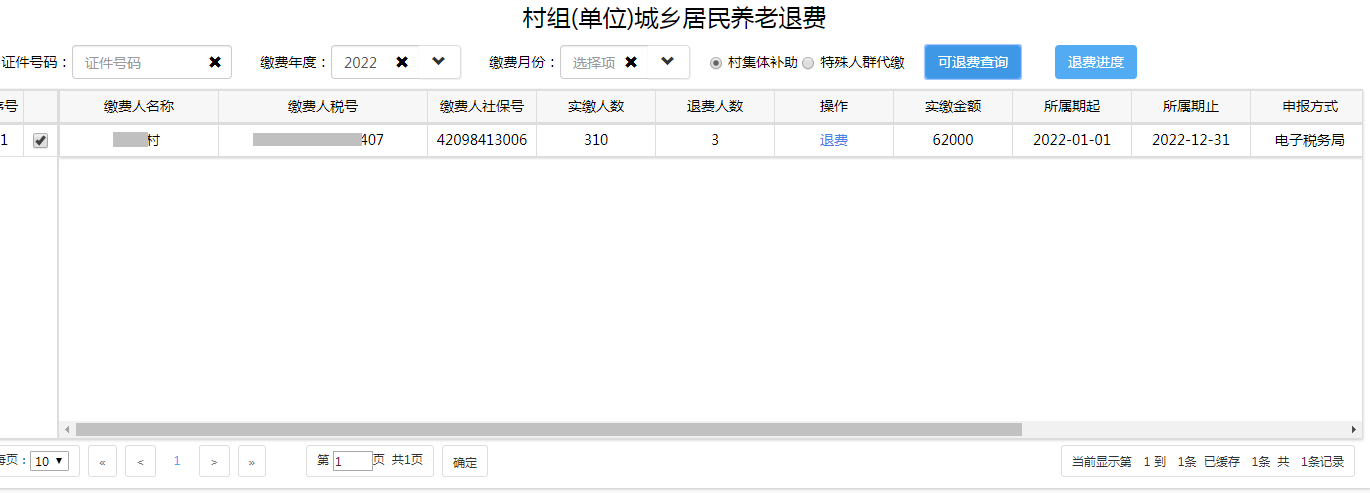 村组(单位)城乡居民养老退费
证件号码： 证件号码 ✖ 缴费年度： 2022 ✖ 缴费月份： 选择项 ✖ 村集体补助 特殊人群代缴 可退费查询 退费进度
序号 缴费人名称 缴费人税号 缴费人社保号 实缴人数 退费人数 操作 实缴金额 所属期起 所属期止 申报方式
1 村 407 42098413006 310 3 退费 62000 2022-01-01 2022-12-31 电子税务局
每页： 10 « < 1 > » 第 1 页 共1页 确定 当前显示第 1 到 1条 已缓存 1条 共 1条记录